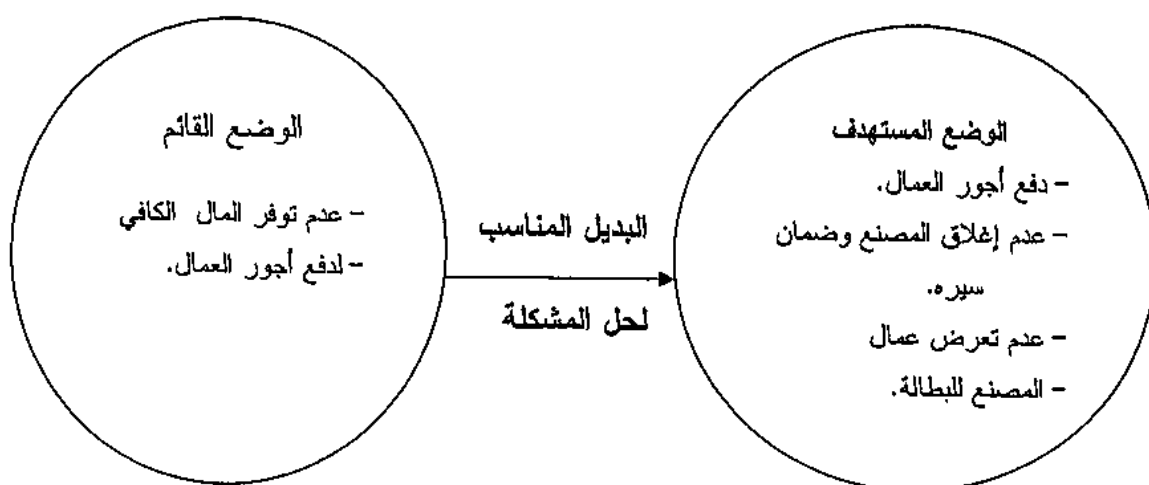 الوضع المستهدف
- دفع أجور العمال.
- عدم إغلاق المصنع وضمان
سيره.
- عدم تعرض عمال
- المصنع للبطالة.
البديل المناسب
لحل المشكلة
الوضع القائم
- عدم توفر المال الكافي
- لدفع أجور العمال.